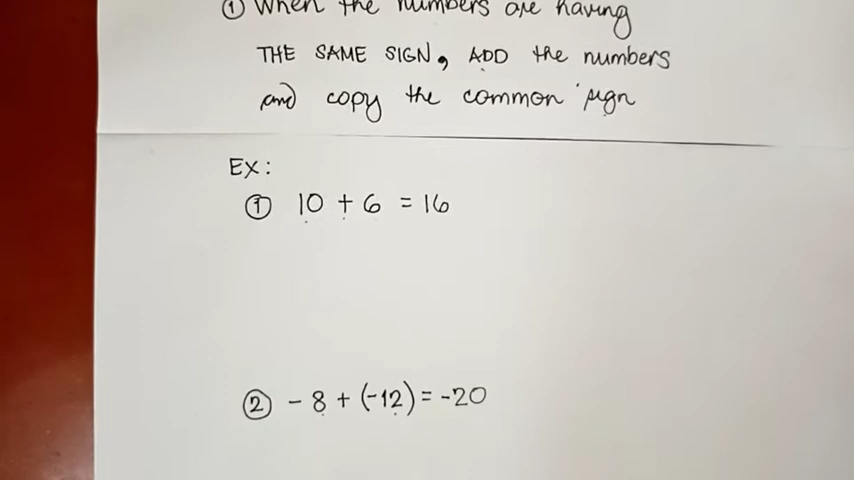 ① When the numbers are having
THE SAME SIGN, ADD the numbers
and copy the common sign
EX:
① 10 + 6 = 16
② - 8 + (-12) = -20